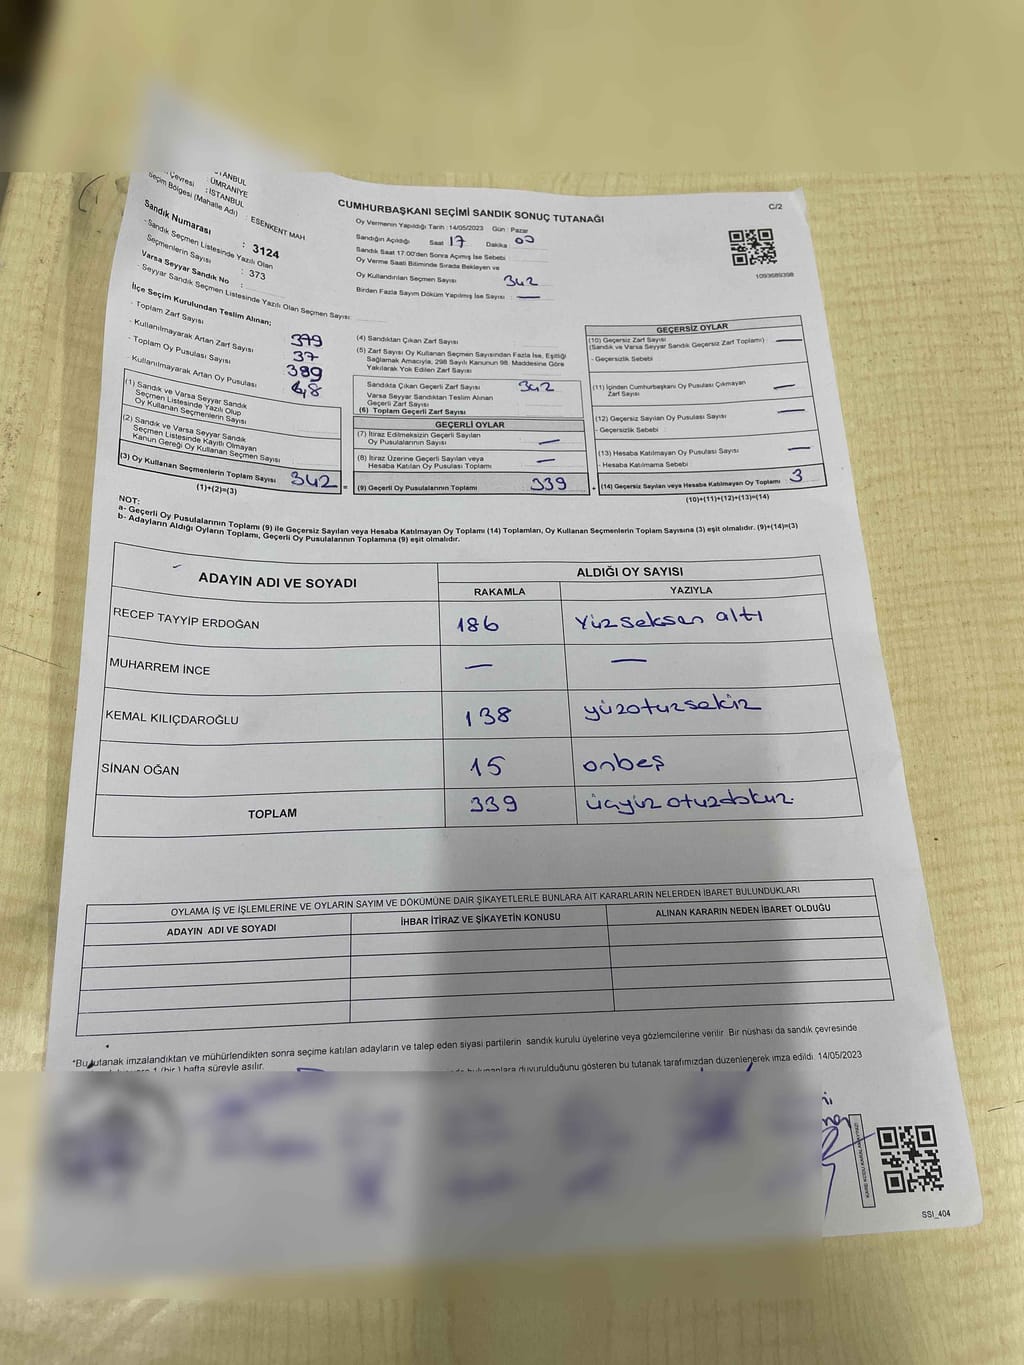 C/2
CUMHURBAŞKANI SEÇİMİ SANDIK SONUÇ TUTANAĞI
: ÜMRANİYE
: İSTANBUL
Seçim Bölgesi (Mahalle Adı) : ESENKENT MAH
Sandık Numarası : 3124
- Sandık Seçmen Listesinde Yazılı Olan
Seçmenlerin Sayısı : 373
Varsa Seyyar Sandık No :
- Seyyar Sandık Seçmen Listesinde Yazılı Olan Seçmen Sayısı :
Oy Vermenin Yapıldığı Tarih :14/05/2023 Gün : Pazar
Sandığın Açıldığı Saat 17 Dakika 00
Sandık Saat 17:00'den Sonra Açımış İse Sebebi
Oy Verme Saati Bitiminde Sırada Bekleyen ve
Oy Kullandırılan Seçmen Sayısı 342
Birden Fazla Sayım Döküm Yapılmış İse Sayısı : —
1093689398
İlçe Seçim Kurulundan Teslim Alınan;
- Toplam Zarf Sayısı 379
- Kullanılmayarak Artan Zarf Sayısı 37
- Toplam Oy Pusulası Sayısı 389
- Kullanılmayarak Artan Oy Pusulası
(1) Sandık ve Varsa Seyyar Sandık
Seçmen Listesinde Yazılı Olup
Oy Kullanan Seçmenlerin Sayısı
(2) Sandık ve Varsa Seyyar Sandık
Seçmen Listesinde Kayıtlı Olmayan
Kanun Gereği Oy Kullanan Seçmen Sayısı
(3) Oy Kullanan Seçmenlerin Toplam Sayısı 342 =
(1)+(2)=(3)
(4) Sandıktan Çıkan Zarf Sayısı
(5) Zarf Sayısı Oy Kullanan Seçmen Sayısından Fazla İse, Eşitliği
Sağlamak Amacıyla, 298 Sayılı Kanunun 98. Maddesine Göre
Yakılarak Yok Edilen Zarf Sayısı
Sandıkta Çıkan Geçerli Zarf Sayısı 342
Varsa Seyyar Sandıktan Teslim Alınan
Geçerli Zarf Sayısı
(6) Toplam Geçerli Zarf Sayısı
GEÇERLİ OYLAR
(7) İtiraz Edilmeksizin Geçerli Sayılan
Oy Pusulalarının Sayısı —
(8) İtiraz Üzerine Geçerli Sayılan veya
Hesaba Katılan Oy Pusulası Toplamı —
(9) Geçerli Oy Pusulalarının Toplamı 339 +
GEÇERSİZ OYLAR
(10) Geçersiz Zarf Sayısı —
(Sandık ve Varsa Seyyar Sandık Geçersiz Zarf Toplamı)
- Geçersizlik Sebebi
(11) İçinden Cumhurbaşkanı Oy Pusulası Çıkmayan
Zarf Sayısı —
(12) Geçersiz Sayılan Oy Pusulası Sayısı —
- Geçersizlik Sebebi :
(13) Hesaba Katılmayan Oy Pusulası Sayısı —
- Hesaba Katılmama Sebebi
(14) Geçersiz Sayılan veya Hesaba Katılmayan Oy Toplamı 3
(10)+(11)+(12)+(13)=(14)
NOT:
a- Geçerli Oy Pusulalarının Toplamı (9) ile Geçersiz Sayılan veya Hesaba Katılmayan Oy Toplamı (14) Toplamları, Oy Kullanan Seçmenlerin Toplam Sayısına (3) eşit olmalıdır. (9)+(14)=(3)
b- Adayların Aldığı Oyların Toplamı, Geçerli Oy Pusulalarının Toplamına (9) eşit olmalıdır.
ADAYIN ADI VE SOYADI ALDIĞI OY SAYISI
RAKAMLA YAZIYLA
RECEP TAYYİP ERDOĞAN 186 Yüzseksen altı
MUHARREM İNCE — —
KEMAL KILIÇDAROĞLU 138 yüzotuzsekiz
SİNAN OĞAN 15 onbeş
TOPLAM 339 üçyüz otuzdokuz
OYLAMA İŞ VE İŞLEMLERİNE VE OYLARIN SAYIM VE DÖKÜMÜNE DAİR ŞİKAYETLERLE BUNLARA AİT KARARLARIN NELERDEN İBARET BULUNDUKLARI
ADAYIN ADI VE SOYADI İHBAR İTİRAZ VE ŞİKAYETİN KONUSU ALINAN KARARIN NEDEN İBARET OLDUĞU
*Bu tutanak imzalandıktan ve mühürlendikten sonra seçime katılan adayların ve talep eden siyasi partilerin sandık kurulu üyelerine veya gözlemcilerine verilir Bir nüshası da sandık çevresinde
1 (bir) hafta süreyle asılır.
duyurulduğunu gösteren bu tutanak tarafımızdan düzenlenerek imza edildi. 14/05/2023
SSI_404